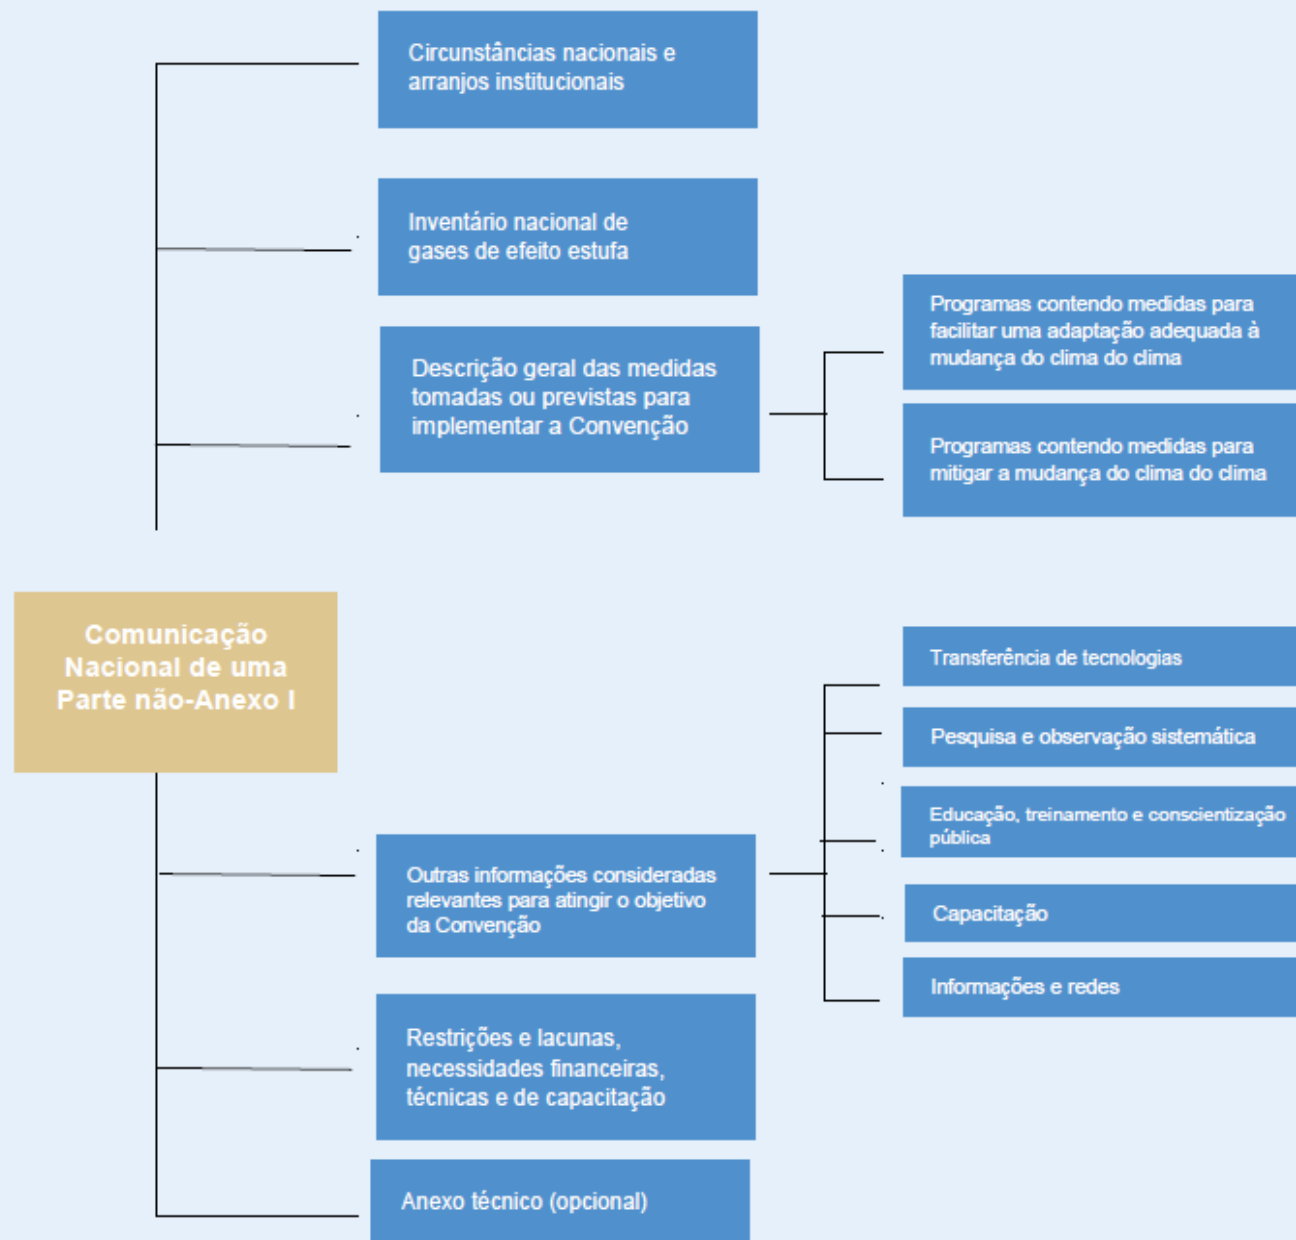 Circunstâncias nacionais e
arranjos institucionais
Inventário nacional de
gases de efeito estufa
Descrição geral das medidas
tomadas ou previstas para
implementar a Convenção
Programas contendo medidas para
facilitar uma adaptação adequada à
mudança do clima do clima
Programas contendo medidas para
mitigar a mudança do clima do clima
Comunicação
Nacional de uma
Parte não-Anexo I
Outras informações consideradas
relevantes para atingir o objetivo
da Convenção
Transferência de tecnologias
Pesquisa e observação sistemática
Educação, treinamento e conscientização
pública
Capacitação
Informações e redes
Restrições e lacunas,
necessidades financeiras,
técnicas e de capacitação
Anexo técnico (opcional)